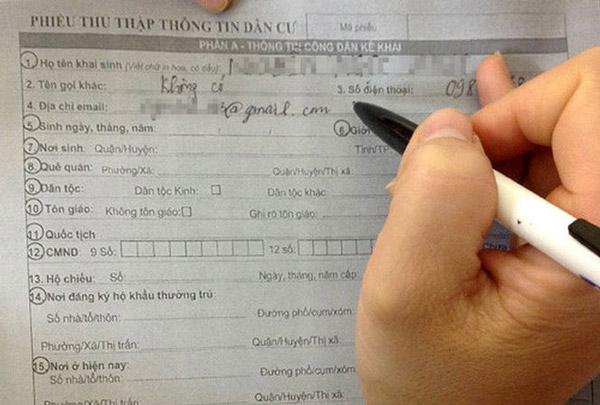 PHIẾU THU THẬP THÔNG TIN DÂN CƯ Mã phiếu
PHẦN A - THÔNG TIN CÔNG DÂN KÊ KHAI
1 Họ tên khai sinh (Viết chữ in hoa, có dấu):
2. Tên gọi khác: Không có 3. Số điện thoại: 098
4. Địa chỉ email: @gmail.com
5 Sinh ngày, tháng, năm: / / 6 Giới
7 Nơi sinh: Quận/Huyện: Tỉnh/TP
8 Quê quán: Phường/Xã: Quận/Huyện/Thị xã:
9 Dân tộc: Dân tộc Kinh: □ Dân tộc khác
10 Tôn giáo: Không tôn giáo: □ Ghi rõ tôn giáo:
11 Quốc tịch
12 CMND: 9 Số: 12 số:
13. Hộ chiếu: Số: Ngày, tháng, năm cấp:
14 Nơi đăng ký hộ khẩu thường trú:
Số nhà/tổ/thôn: Đường phố/cụm/xóm:
Phường/Xã/Thị trấn: Quận/Huyện/Thị xã:
15 Nơi ở hiện nay:
Số nhà/tổ/thôn: Đường phố/cụm/xóm:
Phường/Xã/Thị trấn: Quận/Huyện/Thị xã: